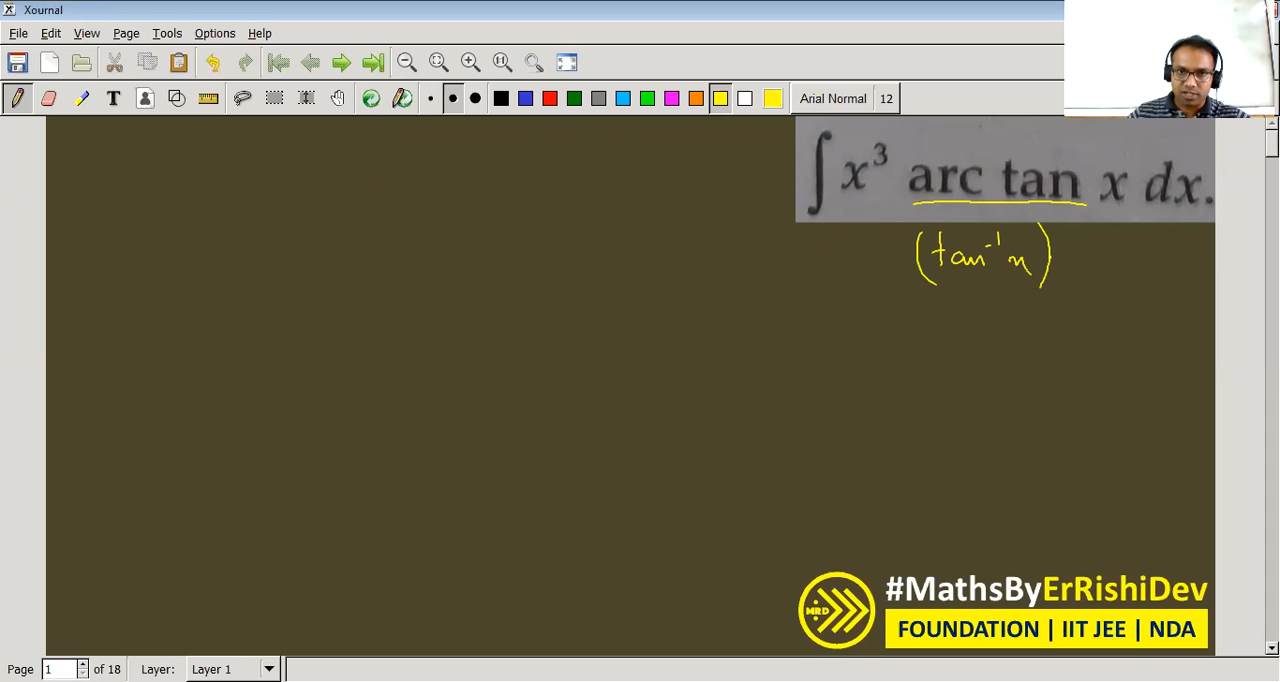 Xournal
File Edit View Page Tools Options Help
Arial Normal 12
∫ x³ arc tan x dx.
(tan⁻¹ x)
MRD
#MathsByErRishiDev
FOUNDATION | IIT JEE | NDA
Page 1 of 18 Layer: Layer 1